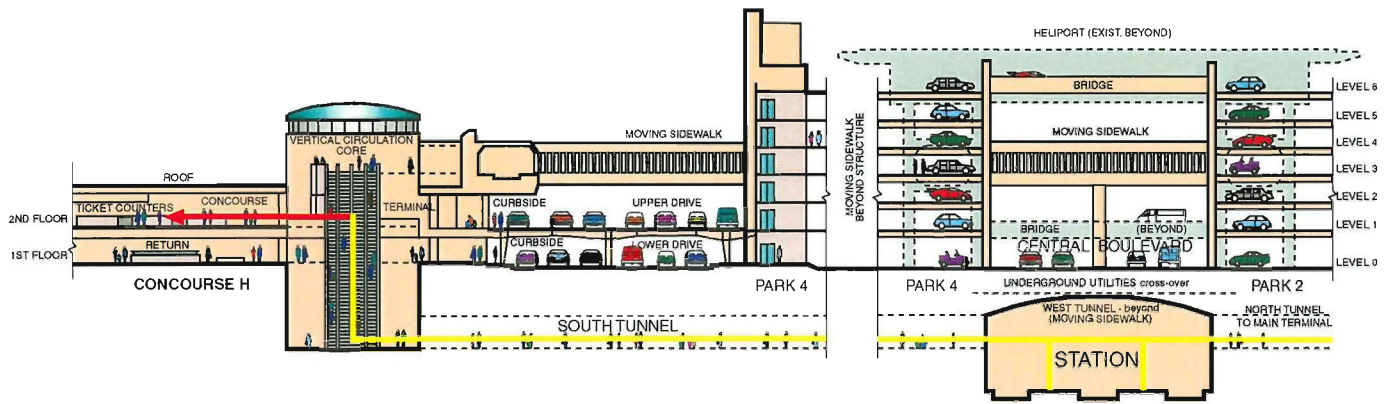 HELIPORT (EXIST. BEYOND)
BRIDGE
LEVEL 6
LEVEL 5
MOVING SIDEWALK
MOVING SIDEWALK
LEVEL 4
VERTICAL CIRCULATION
CORE
MOVING SIDEWALK
BEYOND STRUCTURE
LEVEL 3
ROOF
TICKET COUNTERS
CONCOURSE
TERMINAL
CURBSIDE
UPPER DRIVE
LEVEL 2
2ND FLOOR
BRIDGE
(BEYOND)
LEVEL 1
RETURN
CURBSIDE
LOWER DRIVE
CENTRAL BOULEVARD
1ST FLOOR
LEVEL 0
CONCOURSE H
PARK 4
PARK 4
UNDERGROUND UTILITIES cross-over
PARK 2
SOUTH TUNNEL
WEST TUNNEL - beyond
(MOVING SIDEWALK)
NORTH TUNNEL
TO MAIN TERMINAL
STATION